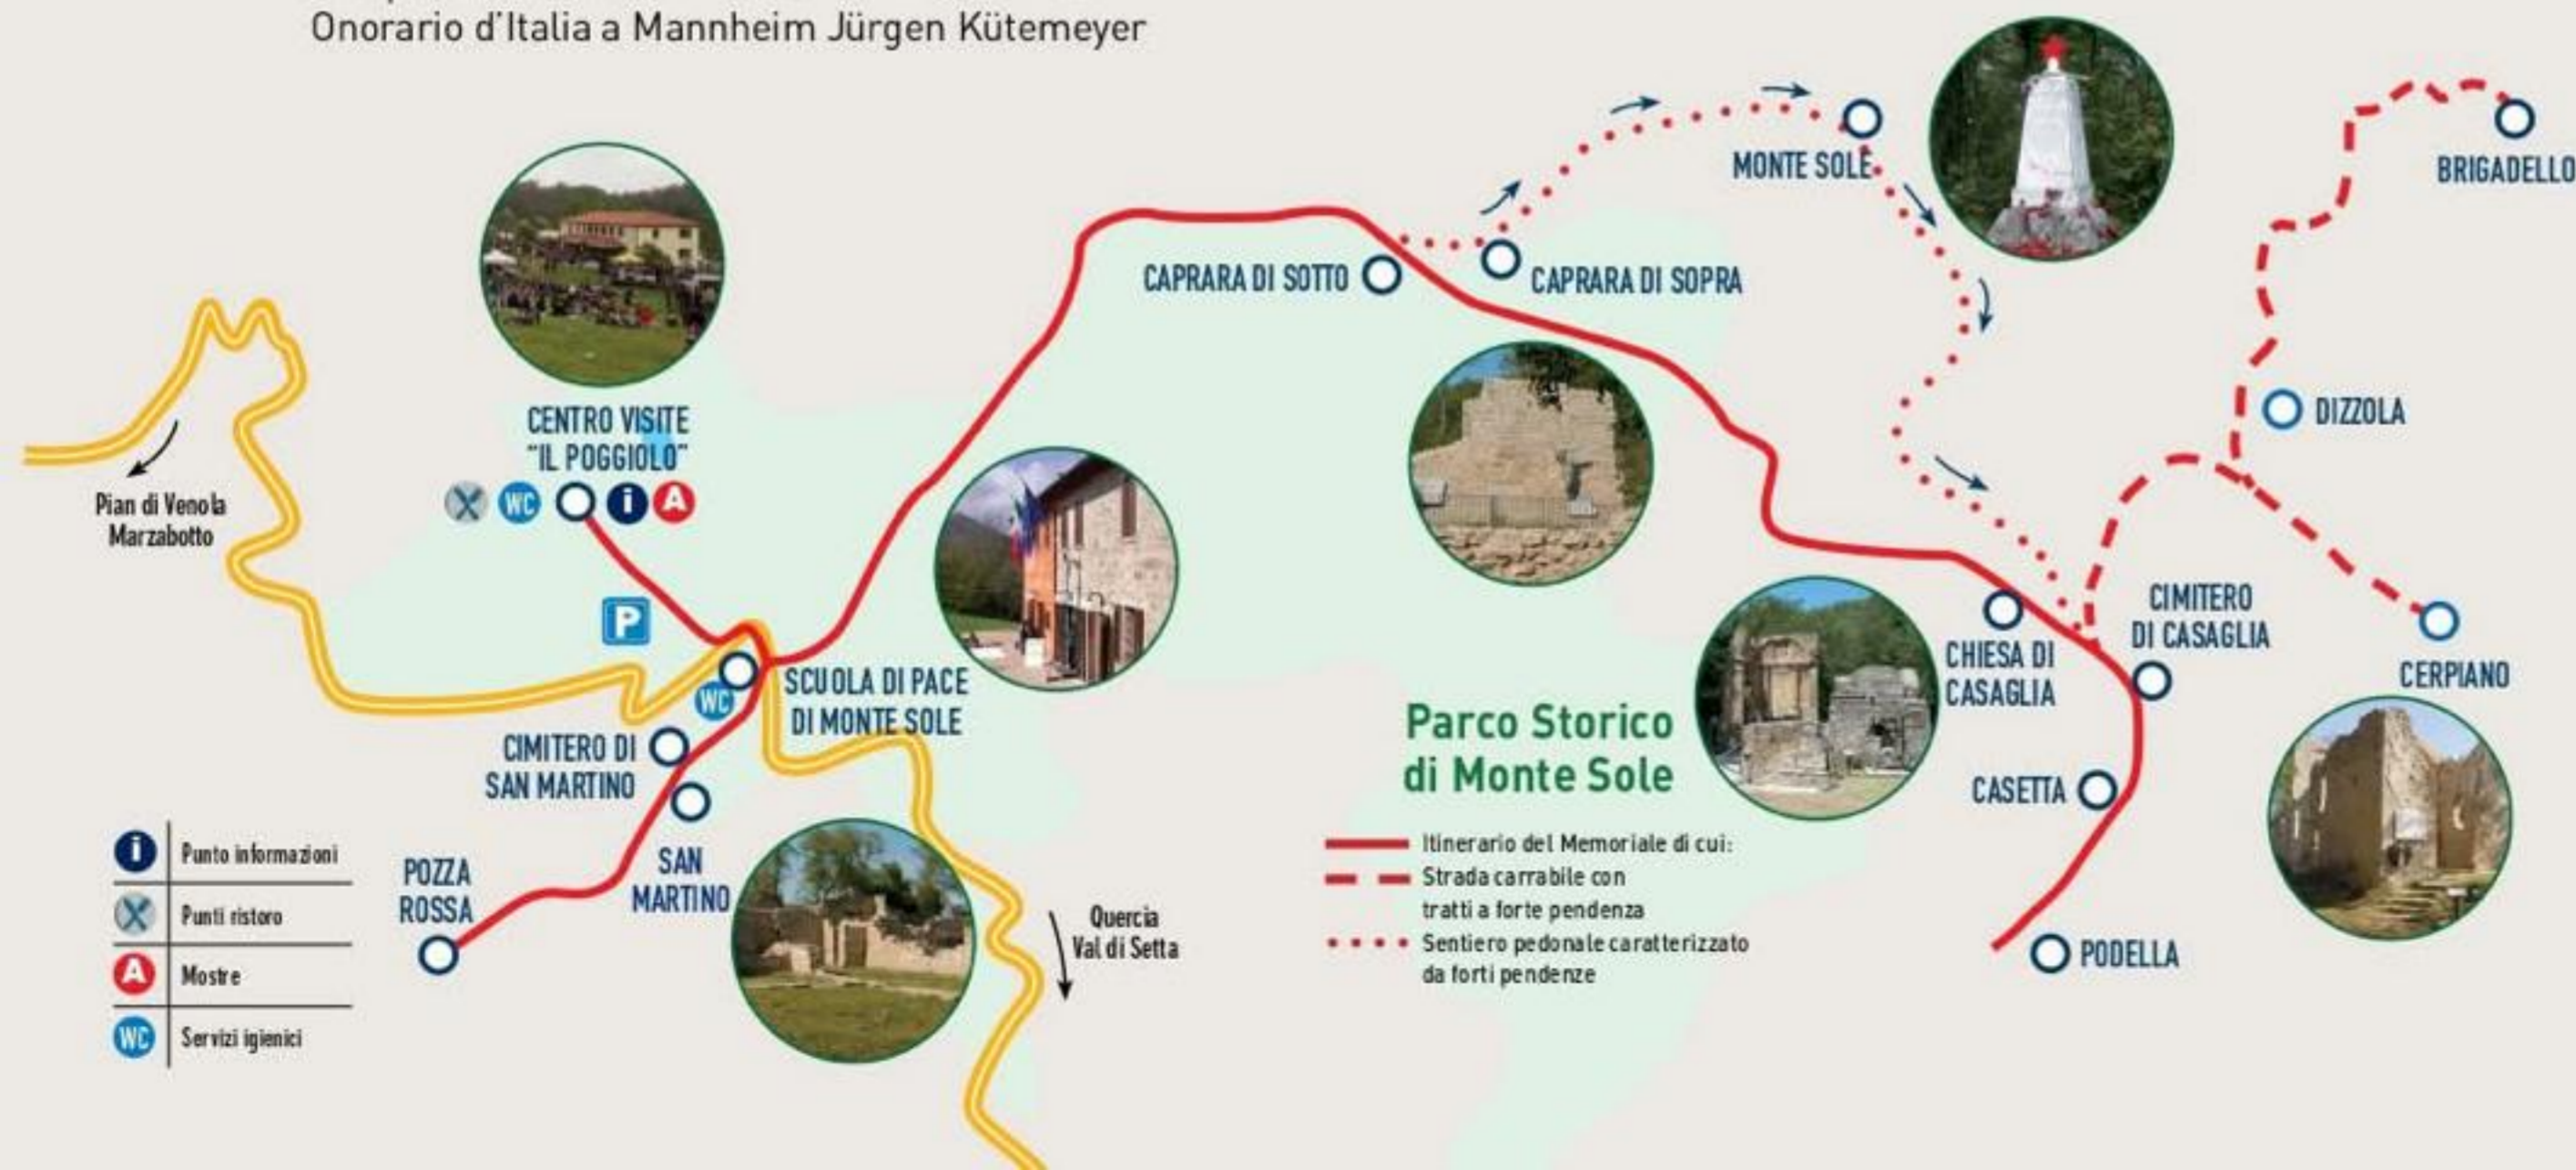 Onorario d'Italia a Mannheim Jürgen Kütemeyer
MONTE SOLE
BRIGADELLO
CAPRARA DI SOTTO
CAPRARA DI SOPRA
DIZZOLA
CENTRO VISITE
"IL POGGIOLO"
WC
i
A
Pian di Venola
Marzabotto
P
SCUOLA DI PACE
DI MONTE SOLE
WC
CIMITERO DI
SAN MARTINO
SAN
MARTINO
POZZA
ROSSA
CHIESA DI
CASAGLIA
CIMITERO
DI CASAGLIA
CERPIANO
CASETTA
PODELLA
Quercia
Val di Setta
Parco Storico
di Monte Sole
Itinerario del Memoriale di cui:
Strada carrabile con
tratti a forte pendenza
Sentiero pedonale caratterizzato
da forti pendenze
i Punto informazioni
Punti ristoro
A Mostre
WC Servizi igienici